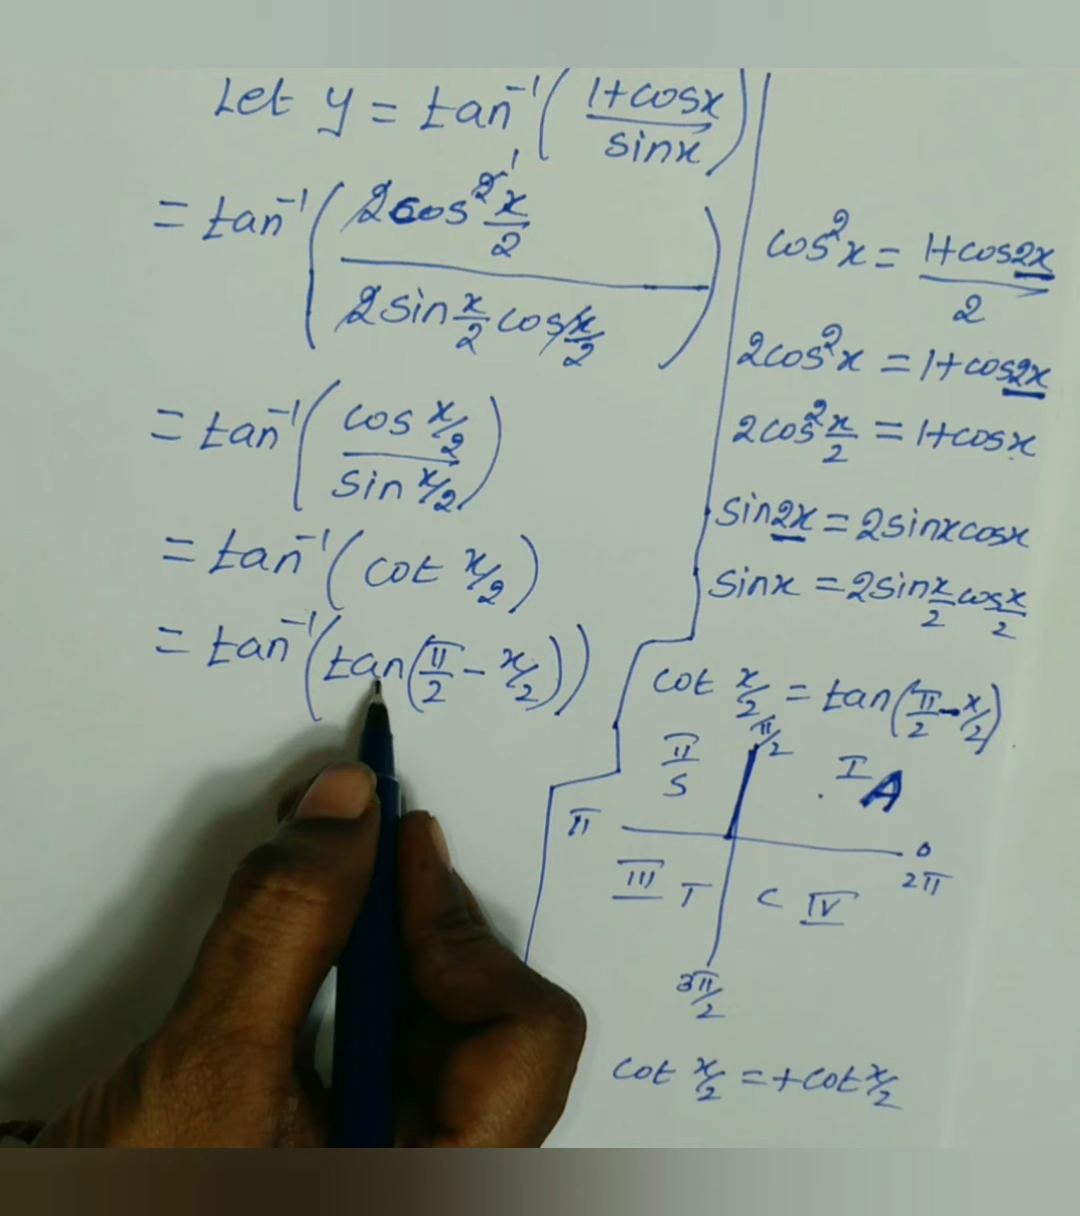 Let y = tan⁻¹( (1+cosx)/(sinx) )
= tan⁻¹( (2cos² x/2)/(2sin x/2 cos x/2) )
= tan⁻¹( (cos x/2)/(sin x/2) )
= tan⁻¹( cot x/2 )
= tan⁻¹( tan( π/2 - x/2 ) )
cos²x = (1+cos2x)/2
2cos²x = 1+cos2x
2cos² x/2 = 1+cosx
sin2x = 2sinxcosx
sinx = 2sin x/2 cos x/2
cot x/2 = tan( π/2 - x/2 )
π/2
II I
S A
π 0
2π
III T C IV
3π/2
cot x/2 = +cot x/2